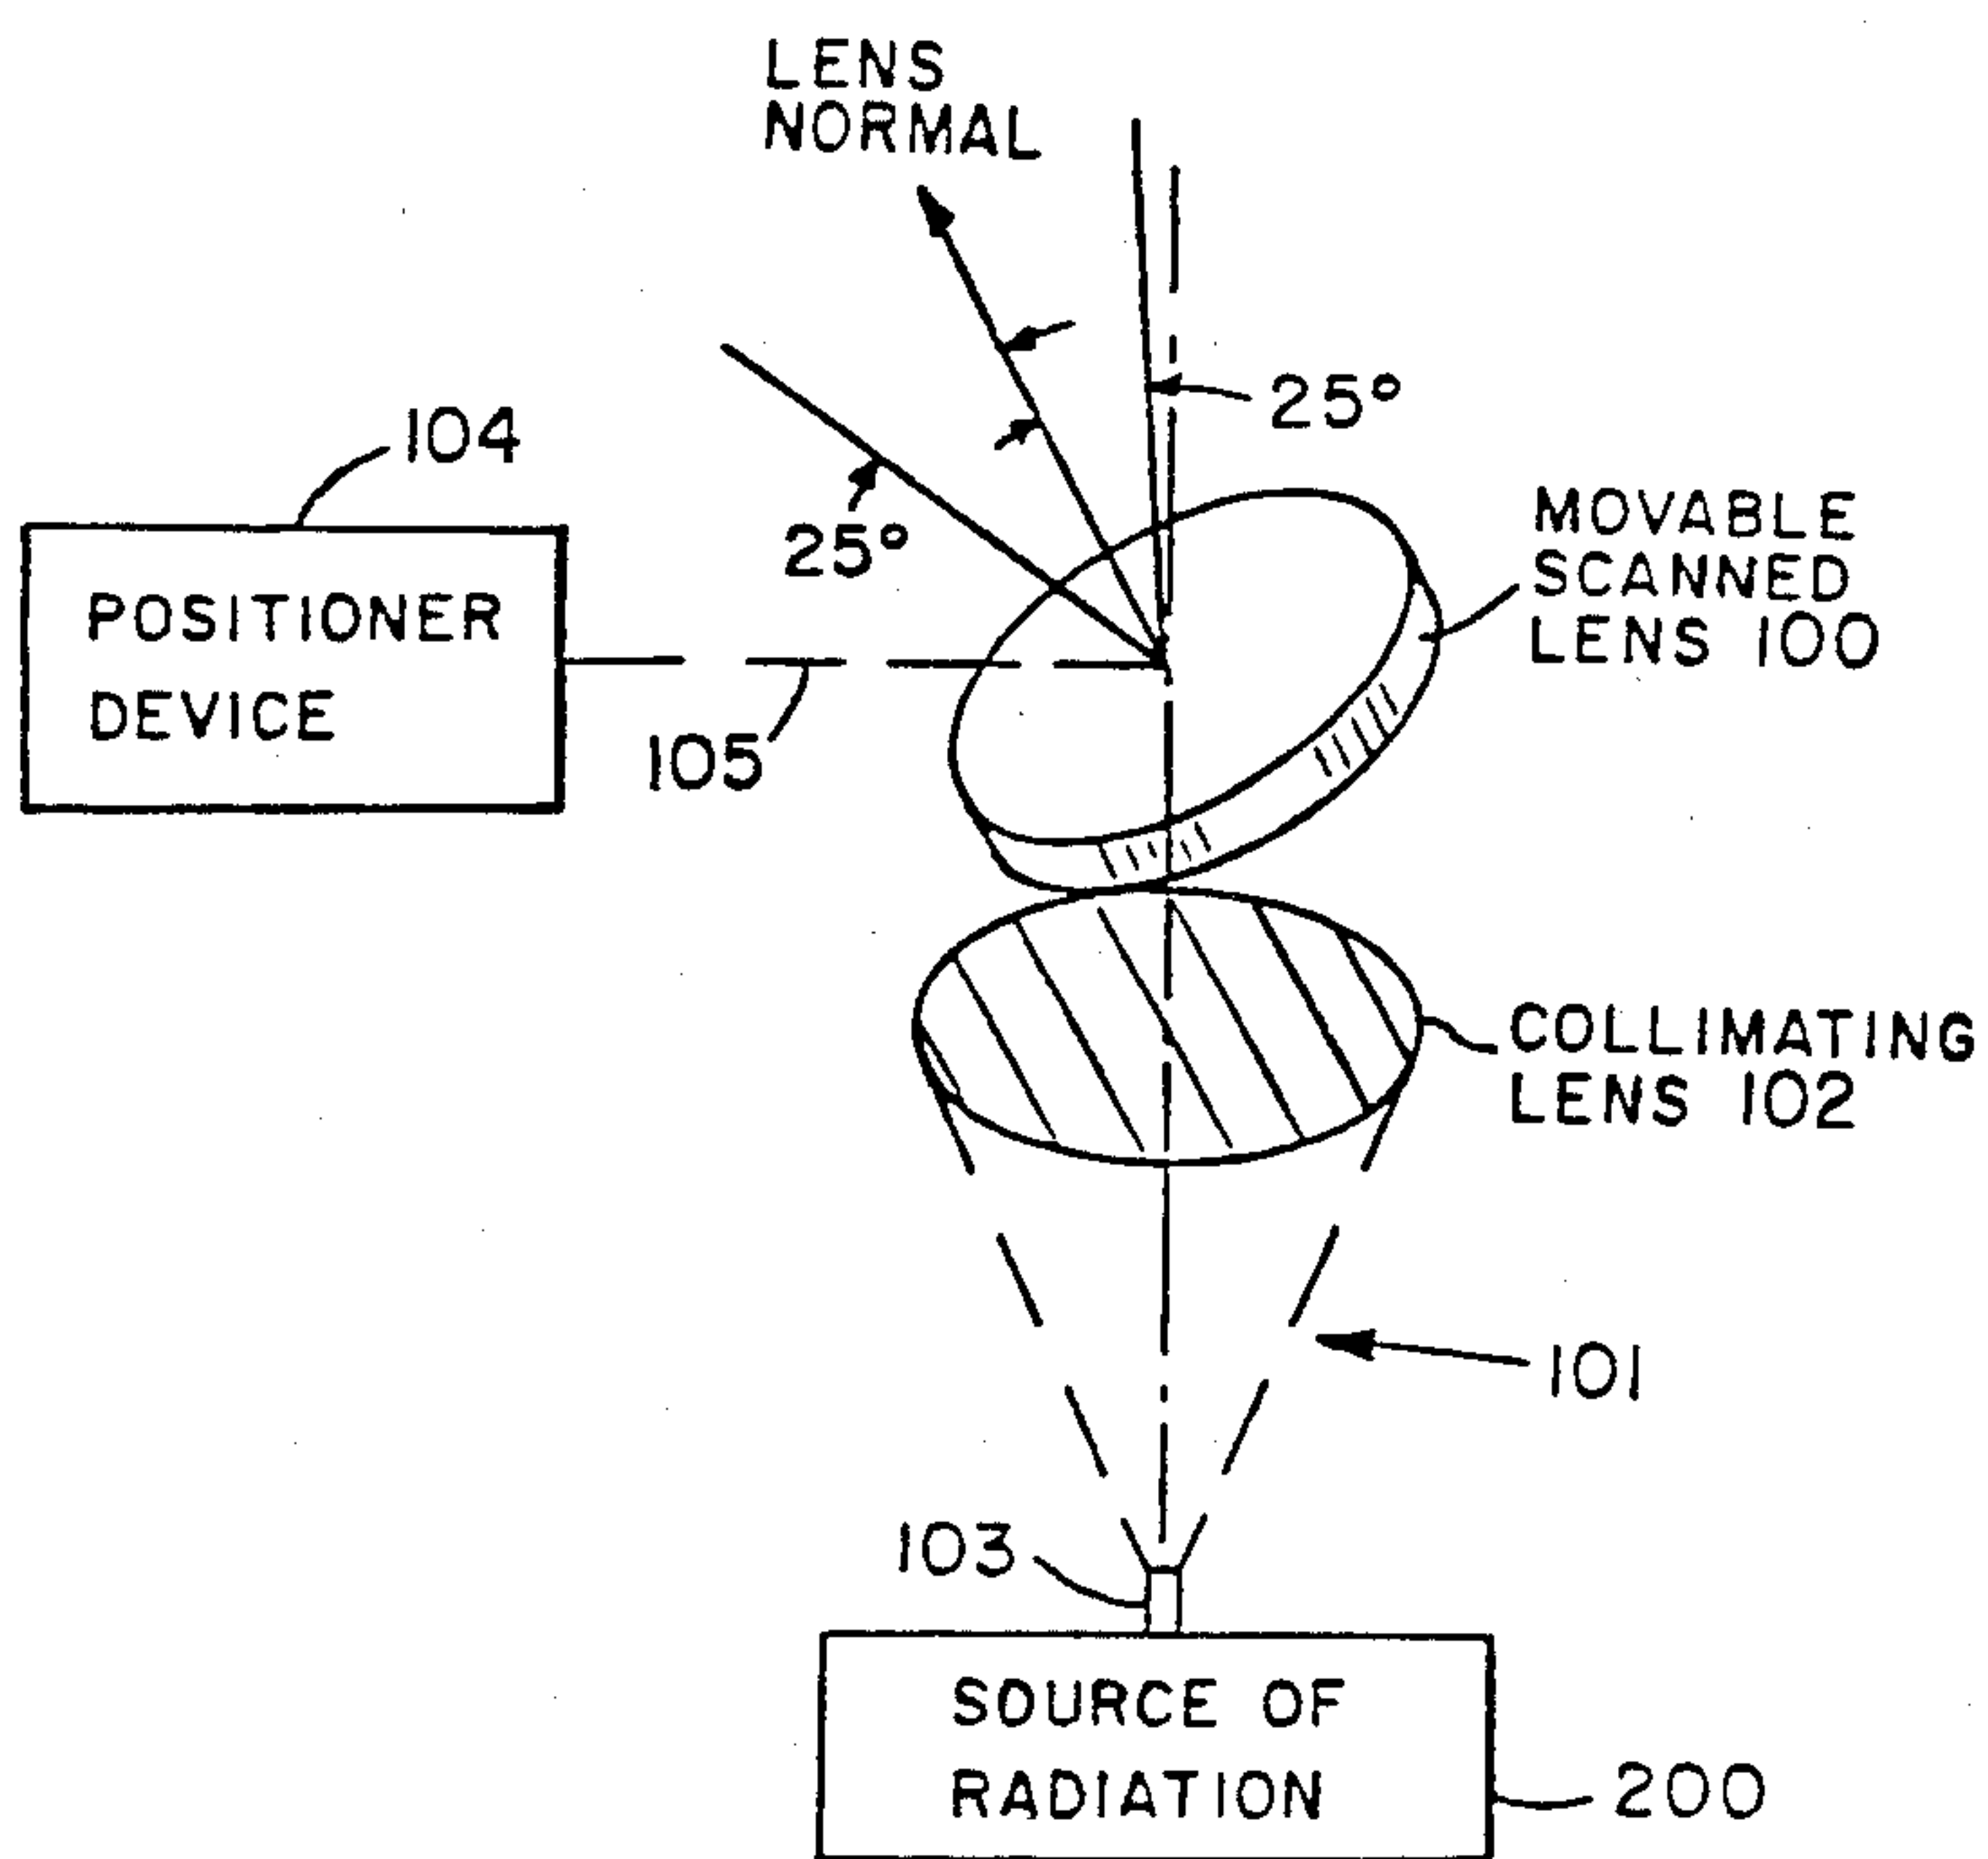 LENS
NORMAL
25°
104
25°
MOVABLE
SCANNED
LENS 100
POSITIONER
DEVICE
105
COLLIMATING
LENS 102
101
103
SOURCE OF
RADIATION
200